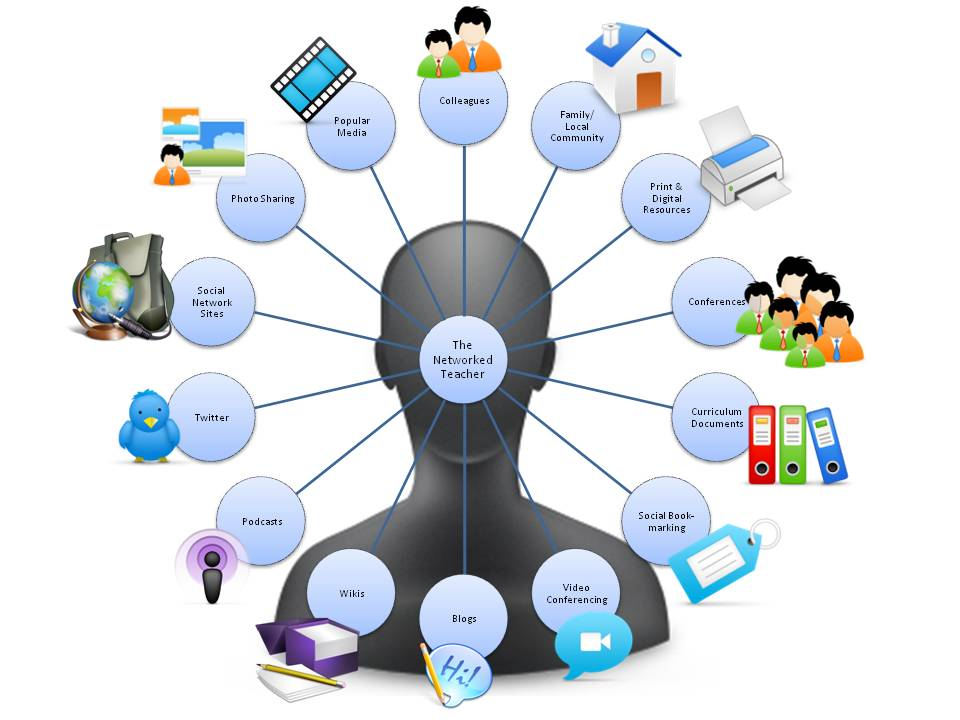 Colleagues
Family/
Local
Community
Print &
Digital
Resources
Conferences
Curriculum
Documents
Social Book-
marking
Video
Conferencing
Hi!
Blogs
Wikis
Podcasts
Twitter
Social
Network
Sites
Photo Sharing
Popular
Media
The
Networked
Teacher